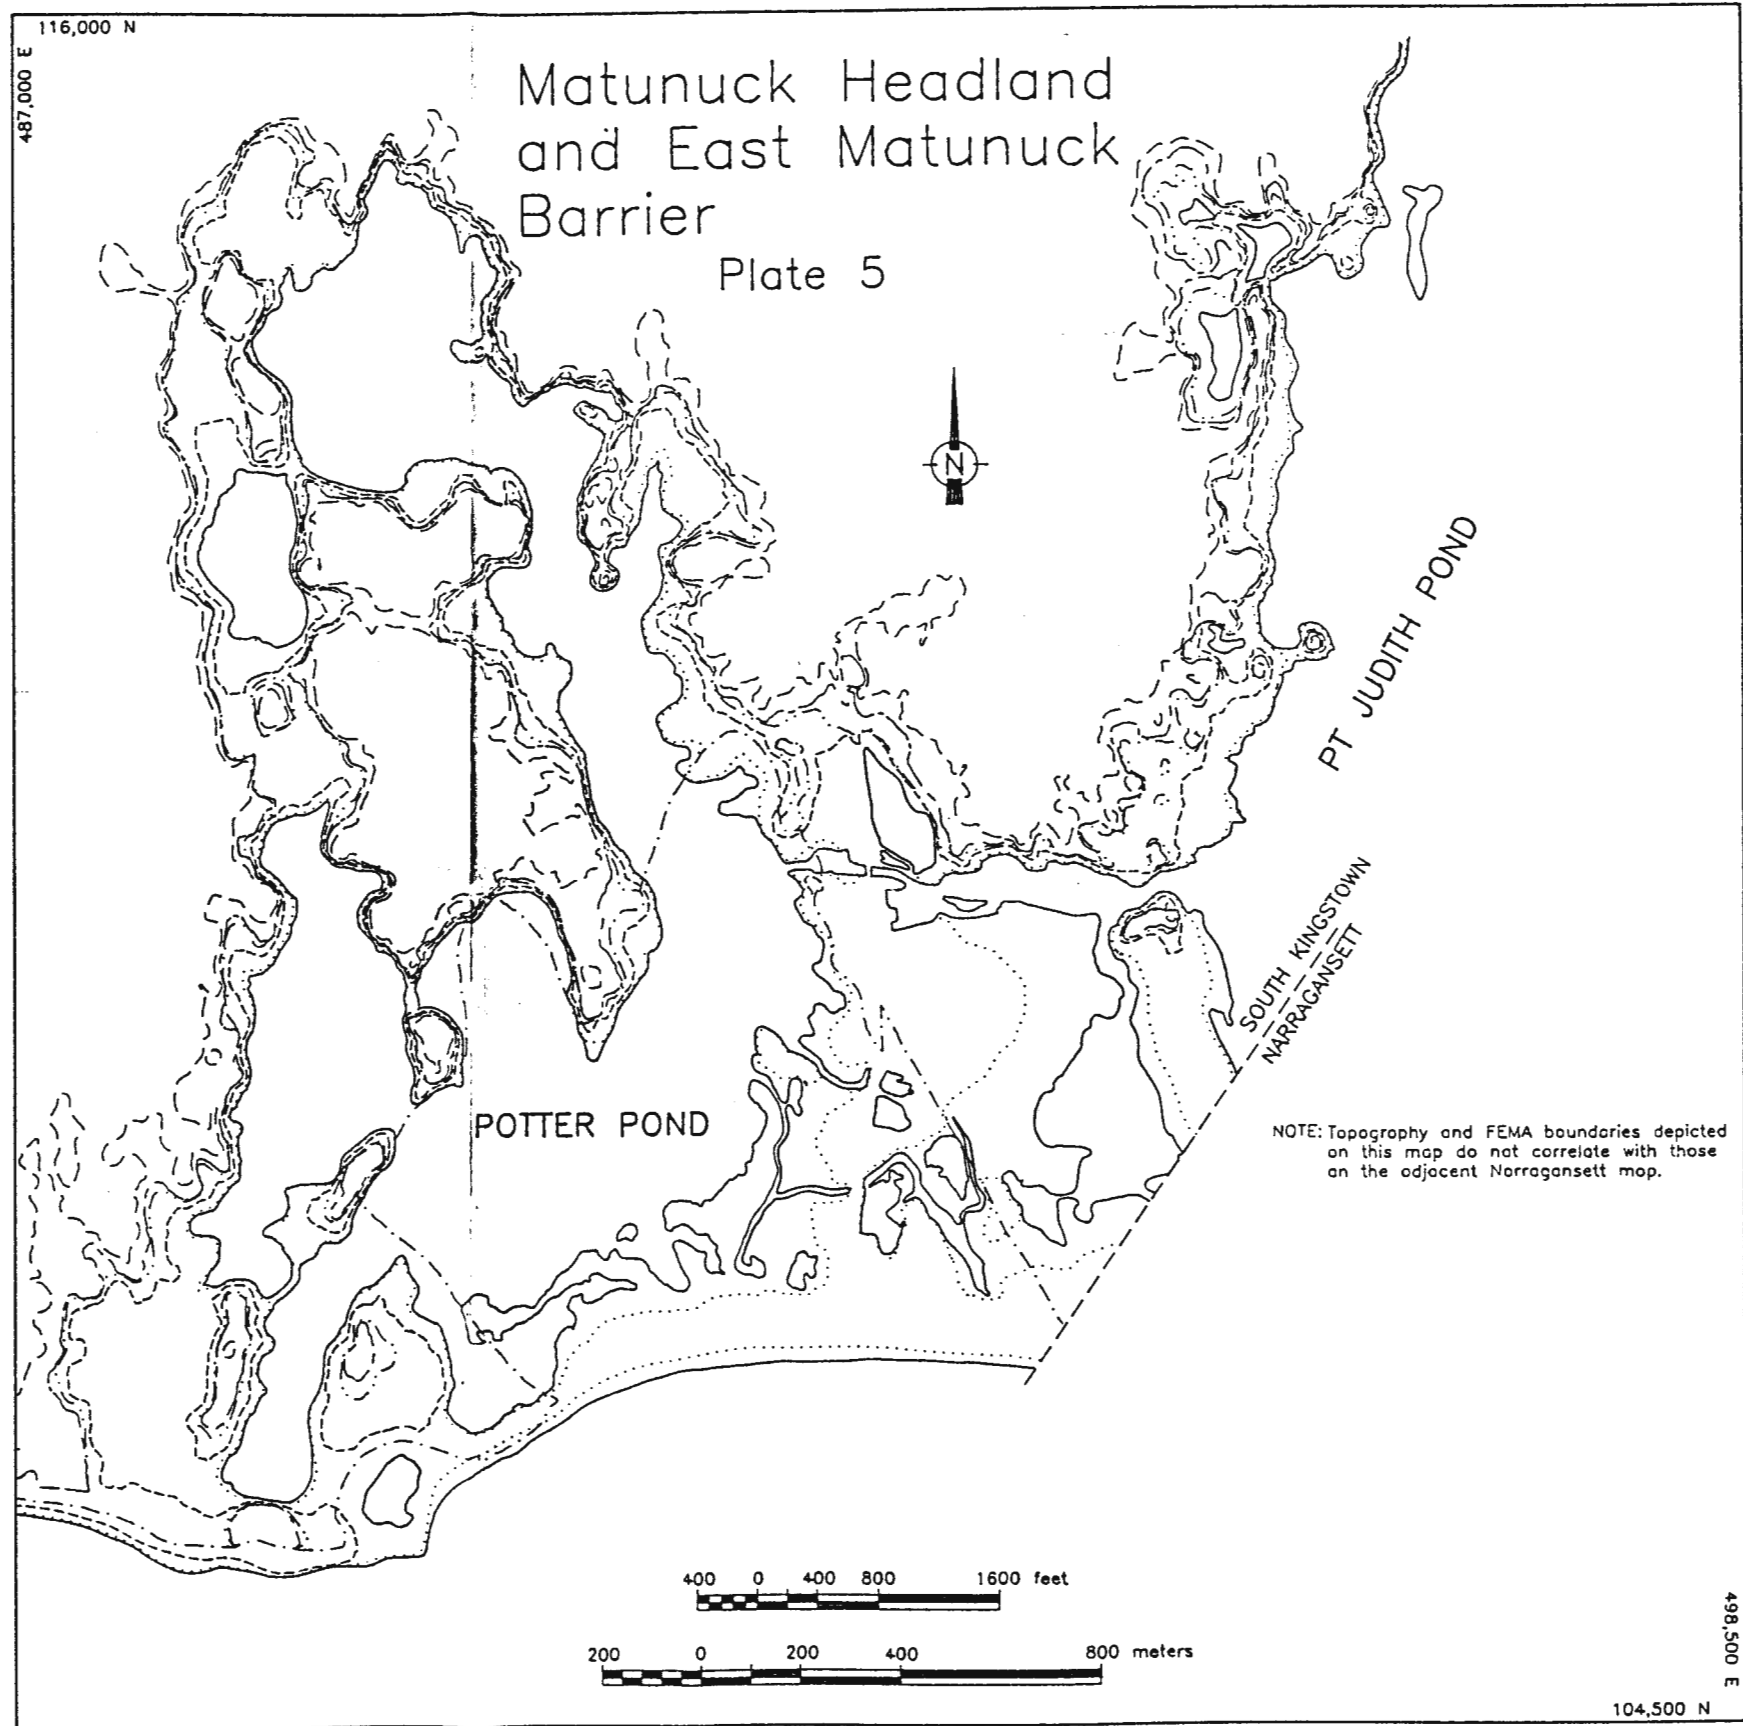 116,000 N
487,000 E
Matunuck Headland
and East Matunuck
Barrier
Plate 5
N
PT JUDITH POND
SOUTH KINGSTOWN
NARRAGANSETT
POTTER POND
NOTE: Topography and FEMA boundaries depicted
on this map do not correlate with those
on the adjacent Narragansett map.
400 0 400 800 1600 feet
200 0 200 400 800 meters
498,500 E
104,500 N